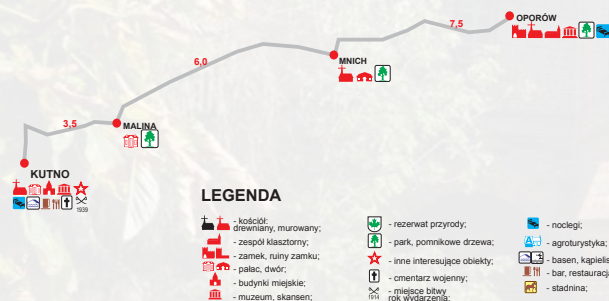 OPORÓW
7,5
6,0
MNICH
3,5
MALINA
KUTNO
1939
LEGENDA
- kościół:
drewniany, murowany;
- zespół klasztorny;
- zamek, ruiny zamku;
- pałac, dwór;
- budynki miejskie;
- muzeum, skansen;
- rezerwat przyrody;
- park, pomnikowe drzewa;
- inne interesujące obiekty;
- cmentarz wojenny;
- miejsce bitwy
1914 rok wydarzenia;
- noclegi;
- agroturystyka;
- basen, kąpielis
- bar, restauracj
- stadnina;